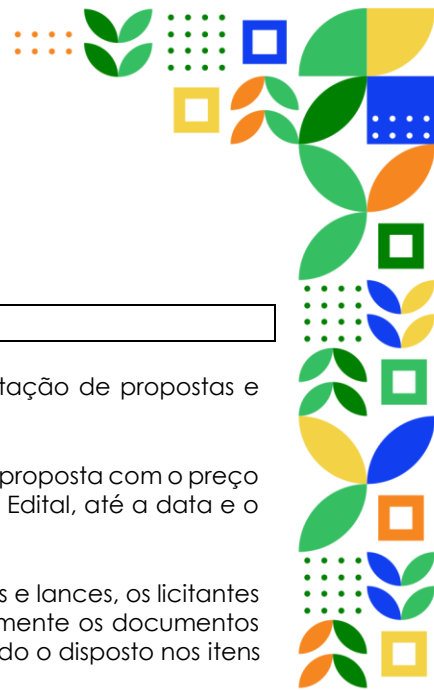 tação de propostas e
proposta com o preço
Edital, até a data e o
s e lances, os licitantes
mente os documentos
do o disposto nos itens